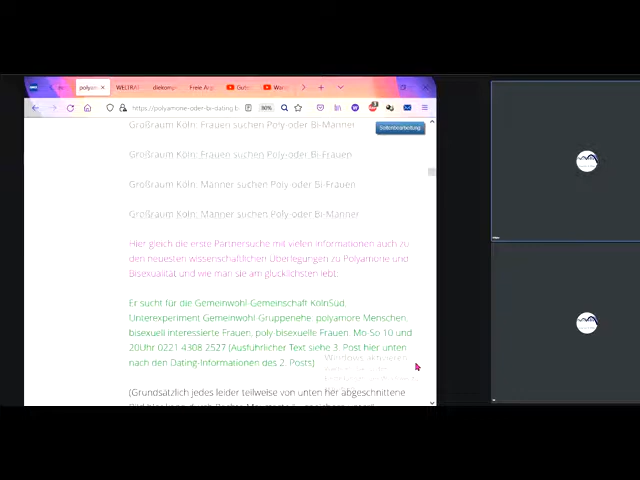 polyam
WELTRA
diekomp
Freie Arg
Gute
Wa
https://polyamorie-oder-bi-dating.b
80%
Großraum Köln: Frauen suchen Poly-oder Bi-Männer
Seitenbearbeitung
Großraum Köln: Frauen suchen Poly-oder Bi-Frauen
Großraum Köln: Männer suchen Poly-oder Bi-Frauen
Großraum Köln: Männer suchen Poly-oder Bi-Männer
Hier gleich die erste Partnersuche mit vielen Informationen auch zu
den neuesten wissenschaftlichen Überlegungen zu Polyamorie und
Bisexualität und wie man sie am glücklichsten lebt:
Er sucht für die Gemeinwohl-Gemeinschaft KölnSüd,
Unterexperiment Gemeinwohl Gruppenehe: polyamore Menschen,
bisexuell interessierte Frauen, poly-bisexuelle Frauen. Mo-So 10 und
20Uhr 0221 4308 2527 [Ausführlicher Text siehe 3. Post hier unten
nach den Dating-Informationen des 2. Posts]
Windows aktivieren
(Grundsätzlich jedes leider teilweise von unten her abgeschnittene